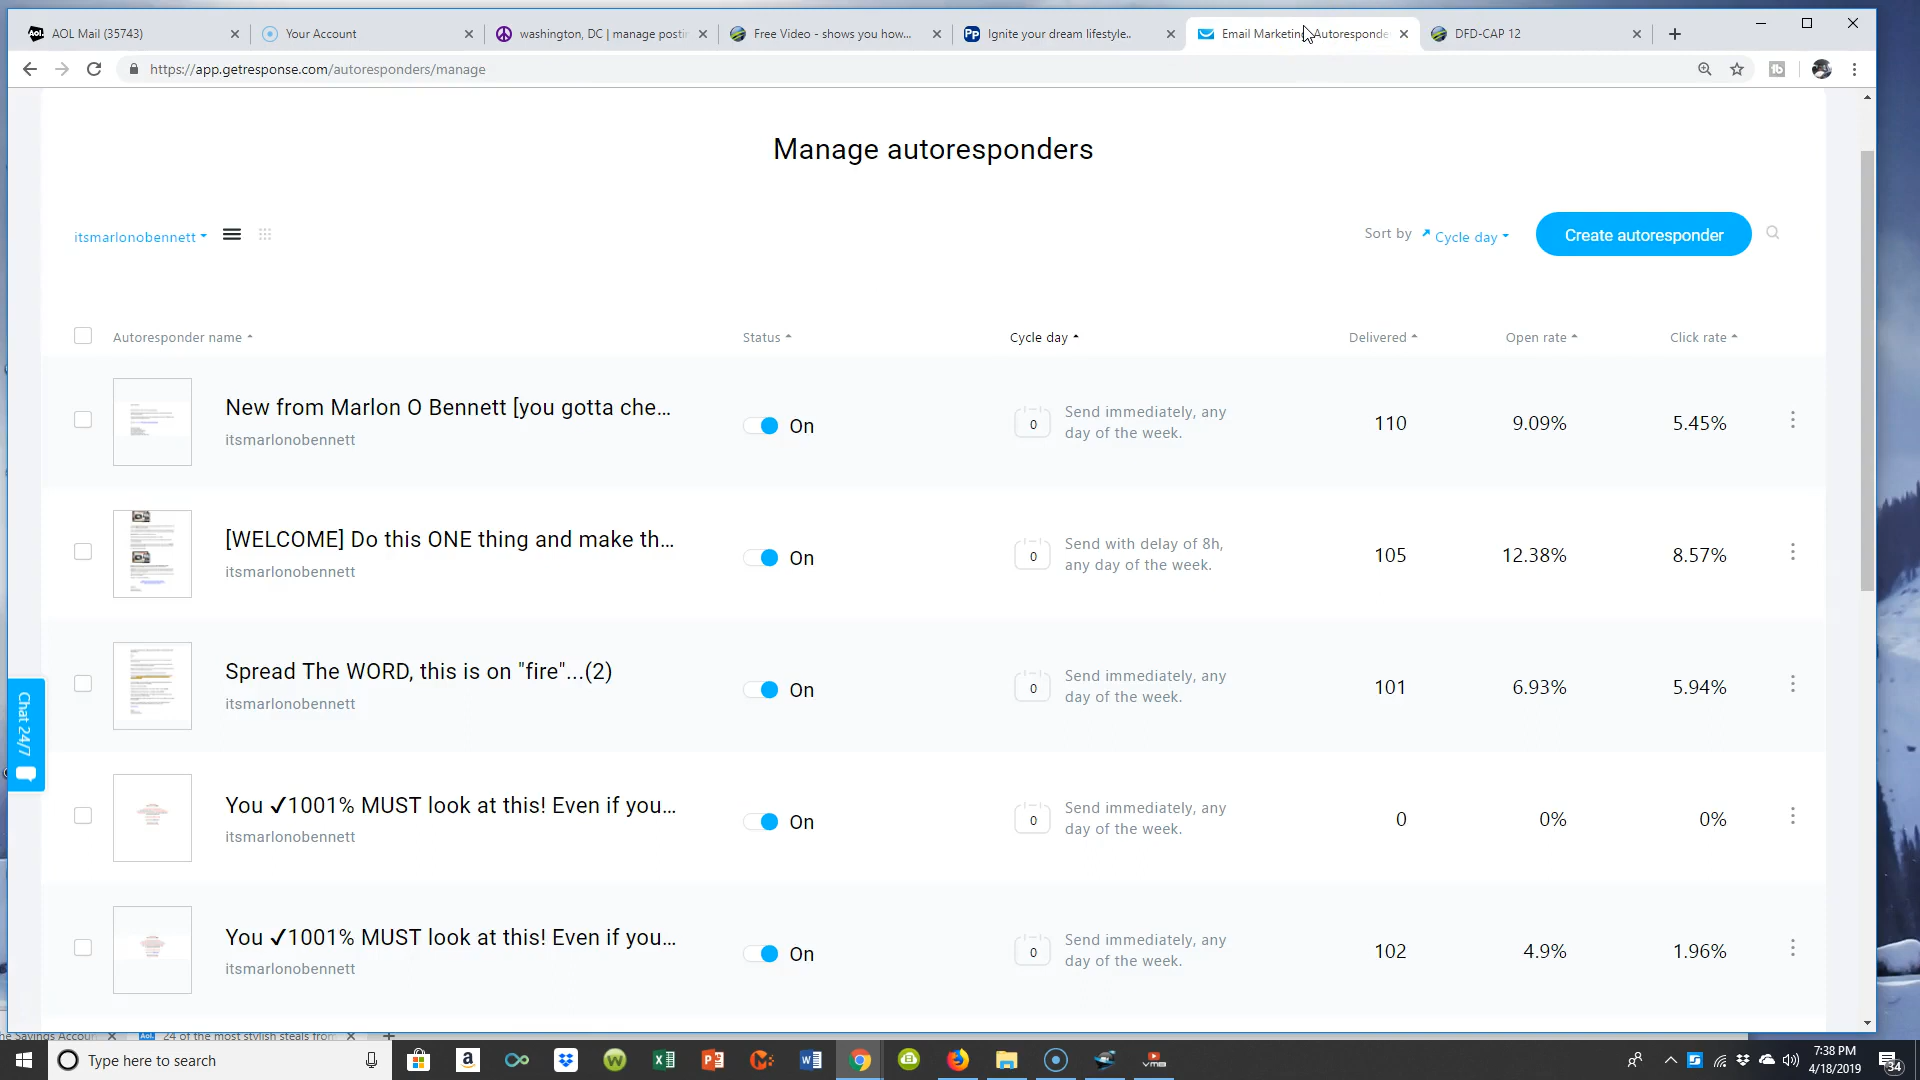 AOL Mail (35743)
Your Account
washington, DC | manage postin
Free Video - shows you how...
Ignite your dream lifestyle..
Email Marketing Autoresponde
DFD-CAP 12
https://app.getresponse.com/autoresponders/manage
Manage autoresponders
itsmarlonobennett
Sort by
Cycle day
Create autoresponder
Autoresponder name
Status
Cycle day
Delivered
Open rate
Click rate
New from Marlon O Bennett [you gotta che...
itsmarlonobennett
On
0
Send immediately, any
day of the week.
110
9.09%
5.45%
[WELCOME] Do this ONE thing and make th...
itsmarlonobennett
On
0
Send with delay of 8h,
any day of the week.
105
12.38%
8.57%
Spread The WORD, this is on "fire"...(2)
itsmarlonobennett
On
0
Send immediately, any
day of the week.
101
6.93%
5.94%
You ✓1001% MUST look at this! Even if you...
itsmarlonobennett
On
0
Send immediately, any
day of the week.
0
0%
0%
You ✓1001% MUST look at this! Even if you...
itsmarlonobennett
On
0
Send immediately, any
day of the week.
102
4.9%
1.96%
Chat 24/7
24 of the most stylish steals from
Type here to search
7:38 PM
4/18/2019
34